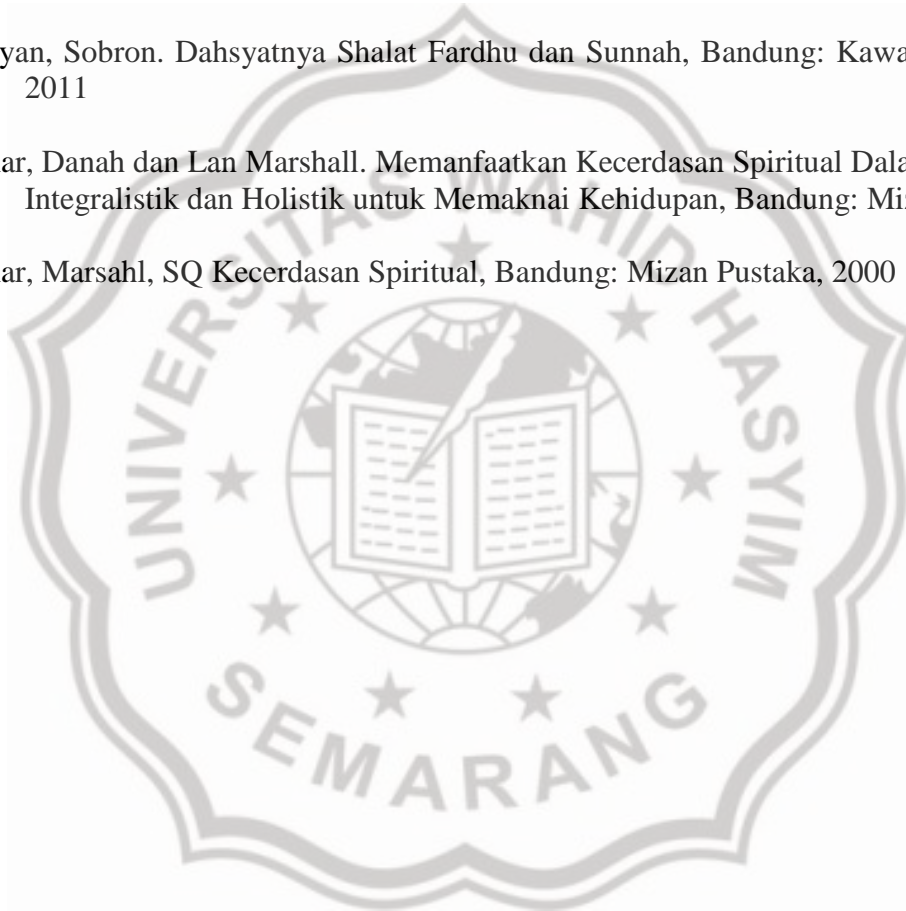 yan, Sobron. Dahsyatnya Shalat Fardhu dan Sunnah, Bandung: Kawa
2011
ar, Danah dan Lan Marshall. Memanfaatkan Kecerdasan Spiritual Dala
Integralistik dan Holistik untuk Memaknai Kehidupan, Bandung: Miz
ar, Marsahl, SQ Kecerdasan Spiritual, Bandung: Mizan Pustaka, 2000
UNIVERSITAS WAHID HASYIM
SEMARANG